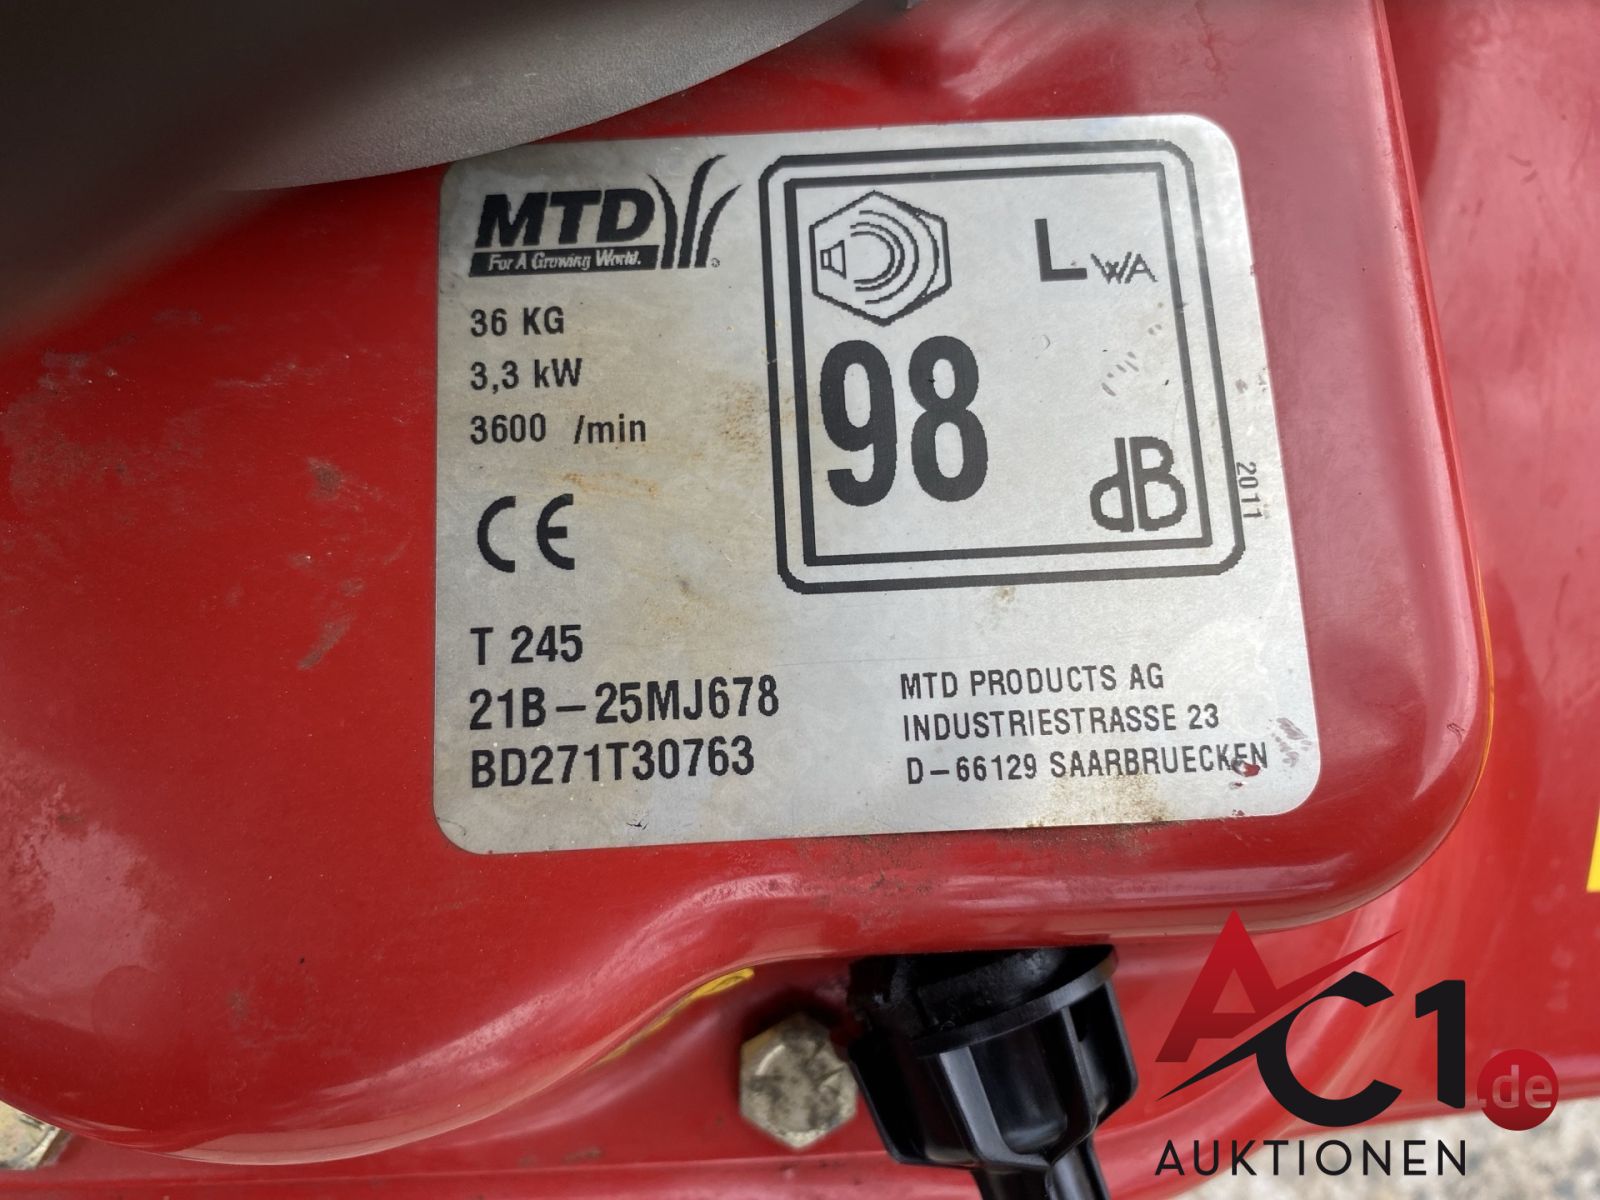 MTD
For A Growing World.
®
36 KG
3,3 kW
3600 /min
CE
LWA
98
dB
2011
T 245
21B-25MJ678
BD271T30763
MTD PRODUCTS AG
INDUSTRIESTRASSE 23
D-66129 SAARBRUECKEN
AC1.de
AUKTIONEN